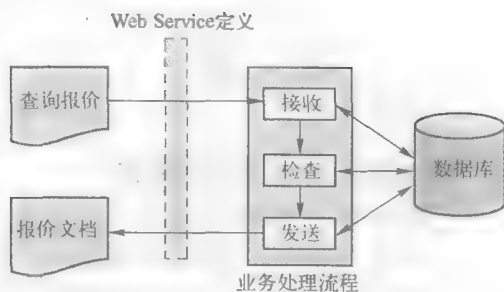 Web Service定义
查询报价
接收
检查
数据库
报价文档
发送
业务处理流程